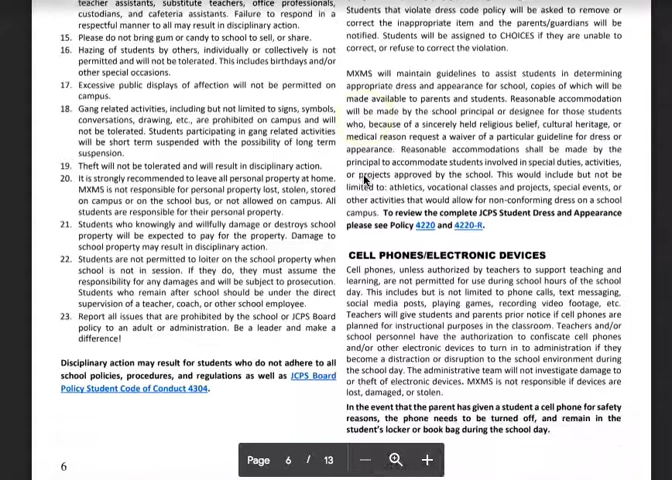 teacher assistants, substitute teachers, office professionals,
custodians, and cafeteria assistants. Failure to respond in a
respectful manner to all may result in disciplinary action.
15. Please do not bring gum or candy to school to sell, or share.
16. Hazing of students by others, individually or collectively is not
permitted and will not be tolerated. This includes birthdays and/or
other special occasions.
17. Excessive public displays of affection will not be permitted on
campus.
18. Gang related activities, including but not limited to signs, symbols,
conversations, drawing, etc., are prohibited on campus and will
not be tolerated. Students participating in gang related activities
will be short term suspended with the possibility of long term
suspension.
19. Theft will not be tolerated and will result in disciplinary action.
20. It is strongly recommended to leave all personal property at home.
MXMS is not responsible for personal property lost, stolen, stored
on campus or on the school bus, or not allowed on campus. All
students are responsible for their personal property.
21. Students who knowingly and willfully damage or destroys school
property will be expected to pay for the property. Damage to
school property may result in disciplinary action.
22. Students are not permitted to loiter on the school property when
school is not in session. If they do, they must assume the
responsibility for any damages and will be subject to prosecution.
Students who remain after school should be under the direct
supervision of a teacher, coach, or other school employee.
23. Report all issues that are prohibited by the school or JCPS Board
policy to an adult or administration. Be a leader and make a
difference!
Disciplinary action may result for students who do not adhere to all
school policies, procedures, and regulations as well as JCPS Board
Policy Student Code of Conduct 4304.
6
Students that violate dress code policy will be asked to remove or
correct the inappropriate item and the parents/guardians will be
notified. Students will be assigned to CHOICES if they are unable to
correct, or refuse to correct the violation.
MXMS will maintain guidelines to assist students in determining
appropriate dress and appearance for school, copies of which will be
made available to parents and students. Reasonable accommodation
will be made by the school principal or designee for those students
who, because of a sincerely held religious belief, cultural heritage, or
medical reason request a waiver of a particular guideline for dress or
appearance. Reasonable accommodations shall be made by the
principal to accommodate students involved in special duties, activities,
or projects approved by the school. This would include but not be
limited to: athletics, vocational classes and projects, special events, or
other activities that would allow for non-conforming dress on a school
campus. To review the complete JCPS Student Dress and Appearance
please see Policy 4220 and 4220-R.
CELL PHONES/ELECTRONIC DEVICES
Cell phones, unless authorized by teachers to support teaching and
learning, are not permitted for use during school hours of the school
day. This includes but is not limited to phone calls, text messaging,
social media posts, playing games, recording video footage, etc.
Teachers will give students and parents prior notice if cell phones are
planned for instructional purposes in the classroom. Teachers and/or
school personnel have the authorization to confiscate cell phones
and/or other electronic devices to turn in to administration if they
become a distraction or disruption to the school environment during
the school day. The administrative team will not investigate damage to
or theft of electronic devices. MXMS is not responsible if devices are
lost, damaged, or stolen.
In the event that the parent has given a student a cell phone for safety
reasons, the phone needs to be turned off, and remain in the
student's locker or book bag during the school day.
Page 6 / 13